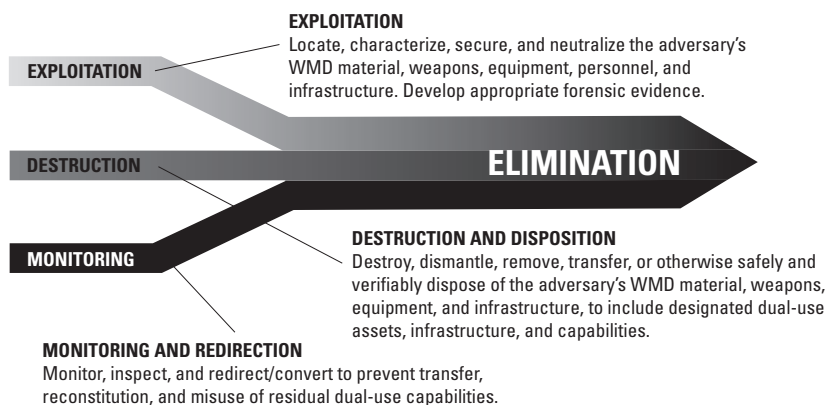 EXPLOITATION
Locate, characterize, secure, and neutralize the adversary's
WMD material, weapons, equipment, personnel, and
infrastructure. Develop appropriate forensic evidence.
EXPLOITATION
DESTRUCTION
ELIMINATION
MONITORING
DESTRUCTION AND DISPOSITION
Destroy, dismantle, remove, transfer, or otherwise safely and
verifiably dispose of the adversary's WMD material, weapons,
equipment, and infrastructure, to include designated dual-use
assets, infrastructure, and capabilities.
MONITORING AND REDIRECTION
Monitor, inspect, and redirect/convert to prevent transfer,
reconstitution, and misuse of residual dual-use capabilities.